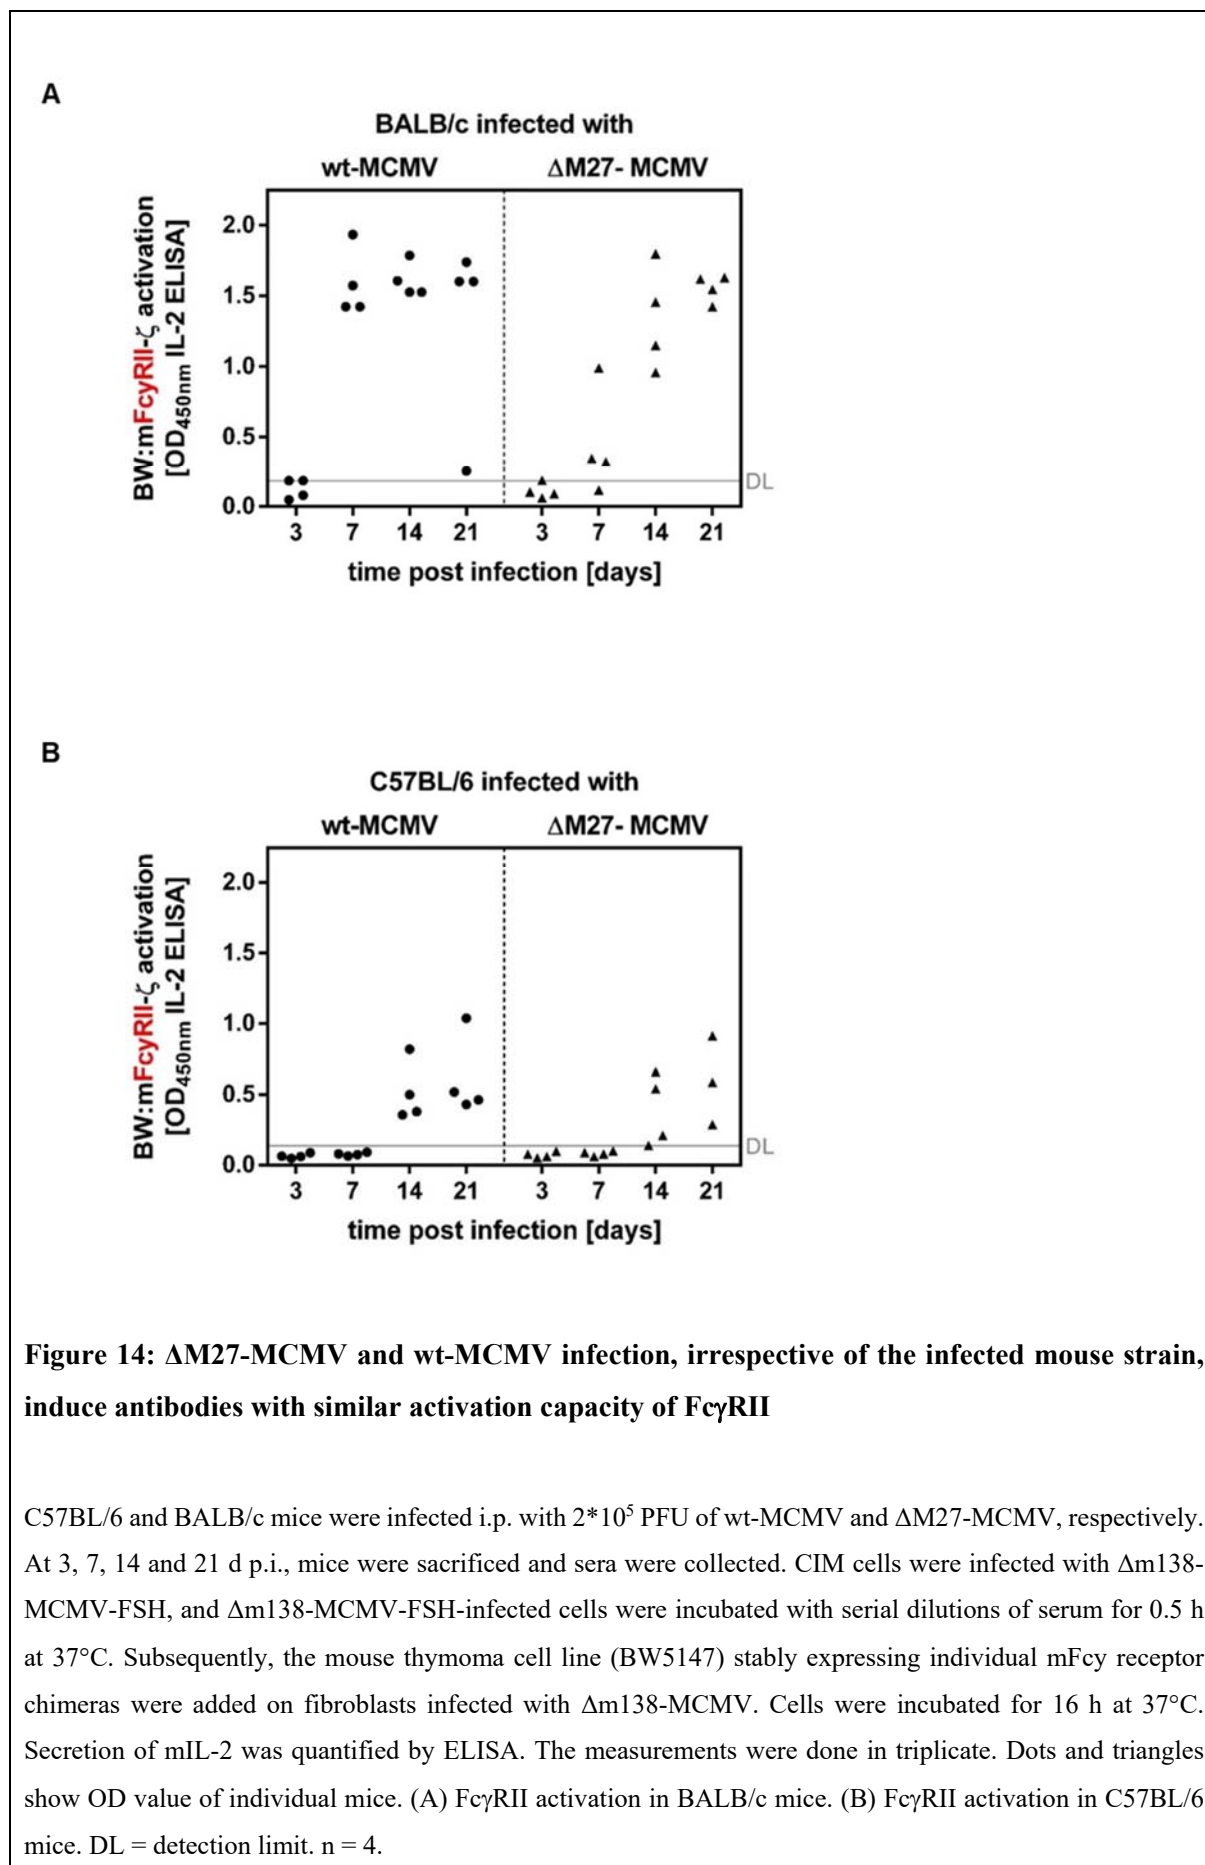 A
BALB/c infected with
wt-MCMV ΔM27- MCMV
BW:mFcyRII-ζ activation
[OD450nm IL-2 ELISA]
2.0
1.5
1.0
0.5
0.0
DL
3 7 14 21 3 7 14 21
time post infection [days]
B
C57BL/6 infected with
wt-MCMV ΔM27- MCMV
BW:mFcyRII-ζ activation
[OD450nm IL-2 ELISA]
2.0
1.5
1.0
0.5
0.0
DL
3 7 14 21 3 7 14 21
time post infection [days]
Figure 14: ΔM27-MCMV and wt-MCMV infection, irrespective of the infected mouse strain,
induce antibodies with similar activation capacity of FcγRII
C57BL/6 and BALB/c mice were infected i.p. with 2*10⁵ PFU of wt-MCMV and ΔM27-MCMV, respectively.
At 3, 7, 14 and 21 d p.i., mice were sacrificed and sera were collected. CIM cells were infected with Δm138-
MCMV-FSH, and Δm138-MCMV-FSH-infected cells were incubated with serial dilutions of serum for 0.5 h
at 37°C. Subsequently, the mouse thymoma cell line (BW5147) stably expressing individual mFcy receptor
chimeras were added on fibroblasts infected with Δm138-MCMV. Cells were incubated for 16 h at 37°C.
Secretion of mIL-2 was quantified by ELISA. The measurements were done in triplicate. Dots and triangles
show OD value of individual mice. (A) FcγRII activation in BALB/c mice. (B) FcγRII activation in C57BL/6
mice. DL = detection limit. n = 4.